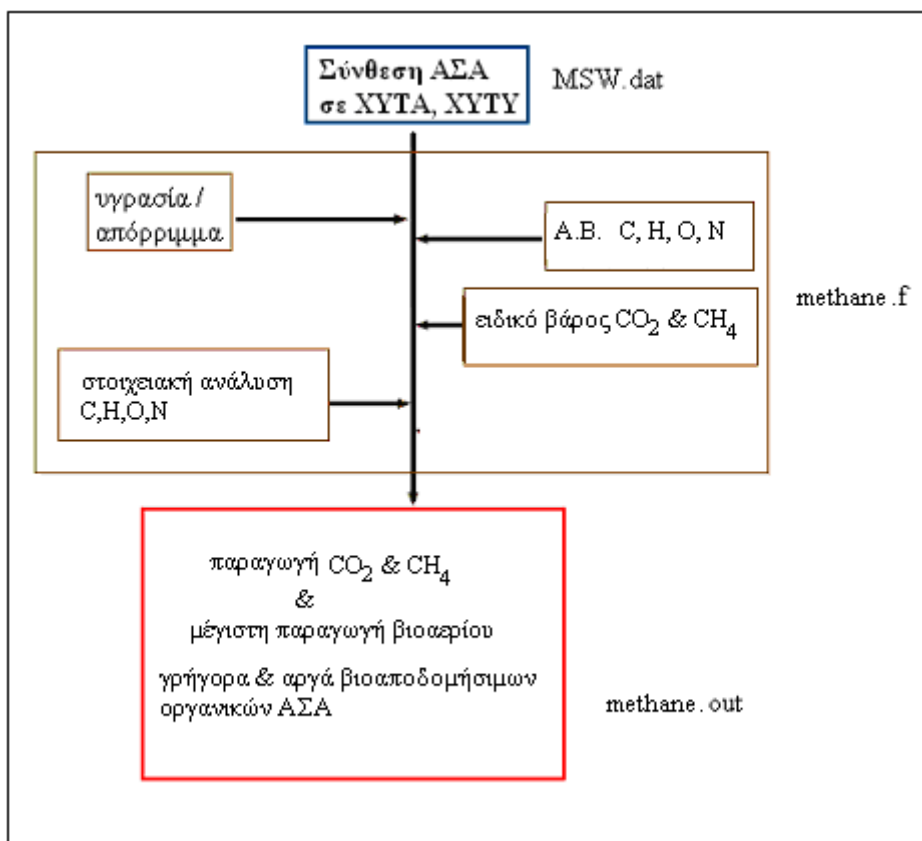 Σύνθεση ΑΣΑ
σε ΧΥΤΑ, ΧΥΤΥ
MSW.dat
υγρασία /
απόρριμμα
Α.Β. C, H, O, N
methane.f
ειδικό βάρος CO2 & CH4
στοιχειακή ανάλυση
C,H,O,N
παραγωγή CO2 & CH4
&
μέγιστη παραγωγή βιοαερίου
γρήγορα & αργά βιοαποδομήσιμων
οργανικών ΑΣΑ
methane.out